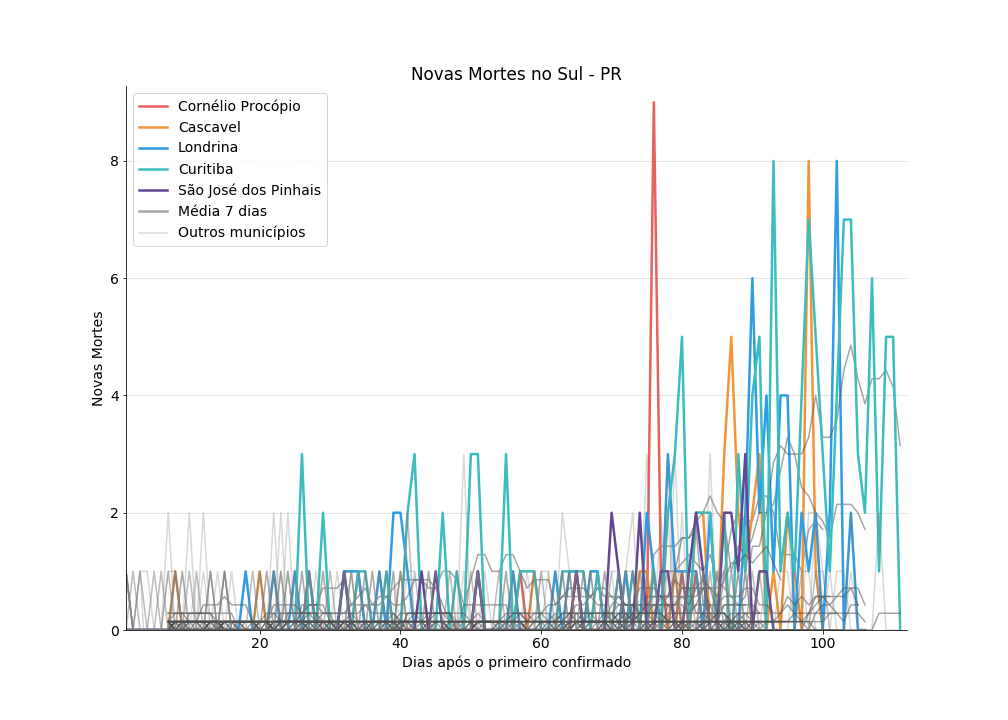 Novas Mortes no Sul - PR
Cornélio Procópio
Cascavel
Londrina
Curitiba
São José dos Pinhais
Média 7 dias
Outros municípios
Novas Mortes
8
6
4
2
0
20
40
60
80
100
Dias após o primeiro confirmado